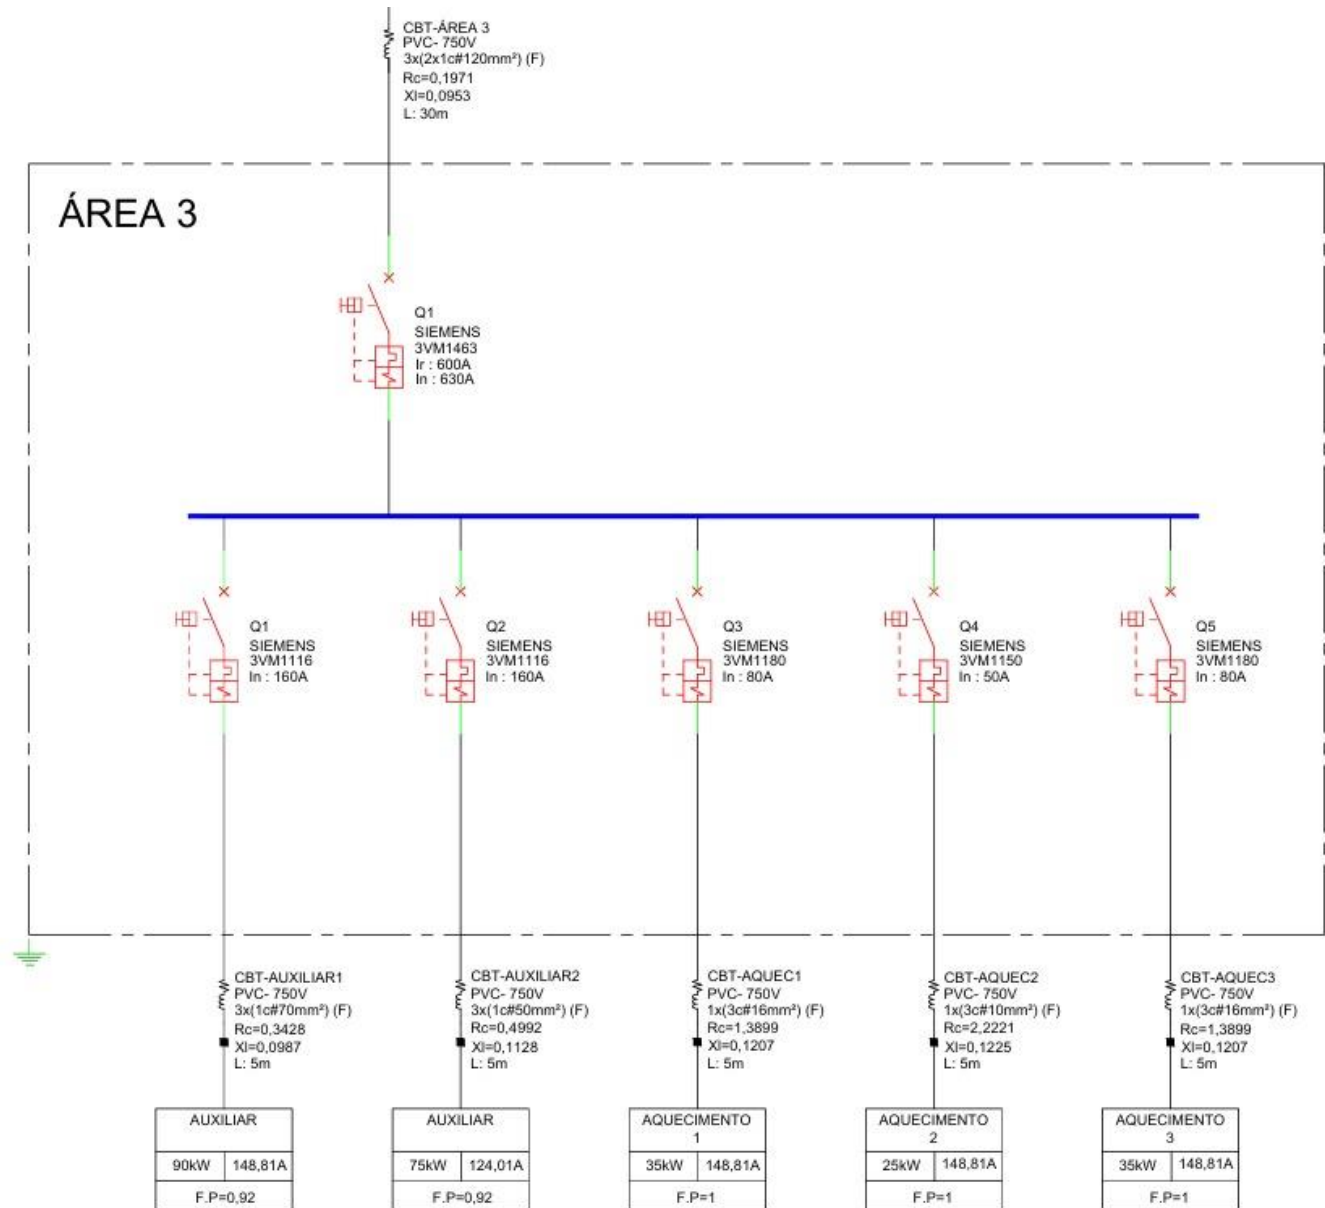 CBT-ÁREA 3
PVC- 750V
3x(2x1c#120mm²) (F)
Rc=0,1971
Xl=0,0953
L: 30m
ÁREA 3
Q1
SIEMENS
3VM1463
Ir : 600A
In : 630A
Q1
SIEMENS
3VM1116
In : 160A
Q2
SIEMENS
3VM1116
In : 160A
Q3
SIEMENS
3VM1180
In : 80A
Q4
SIEMENS
3VM1150
In : 50A
Q5
SIEMENS
3VM1180
In : 80A
CBT-AUXILIAR1
PVC- 750V
3x(1c#70mm²) (F)
Rc=0,3428
Xl=0,0987
L: 5m
CBT-AUXILIAR2
PVC- 750V
3x(1c#50mm²) (F)
Rc=0,4992
Xl=0,1128
L: 5m
CBT-AQUEC1
PVC- 750V
1x(3c#16mm²) (F)
Rc=1,3899
Xl=0,1207
L: 5m
CBT-AQUEC2
PVC- 750V
1x(3c#10mm²) (F)
Rc=2,2221
Xl=0,1225
L: 5m
CBT-AQUEC3
PVC- 750V
1x(3c#16mm²) (F)
Rc=1,3899
Xl=0,1207
L: 5m
AUXILIAR
90kW 148,81A
F.P=0,92
AUXILIAR
75kW 124,01A
F.P=0,92
AQUECIMENTO
1
35kW 148,81A
F.P=1
AQUECIMENTO
2
25kW 148,81A
F.P=1
AQUECIMENTO
3
35kW 148,81A
F.P=1